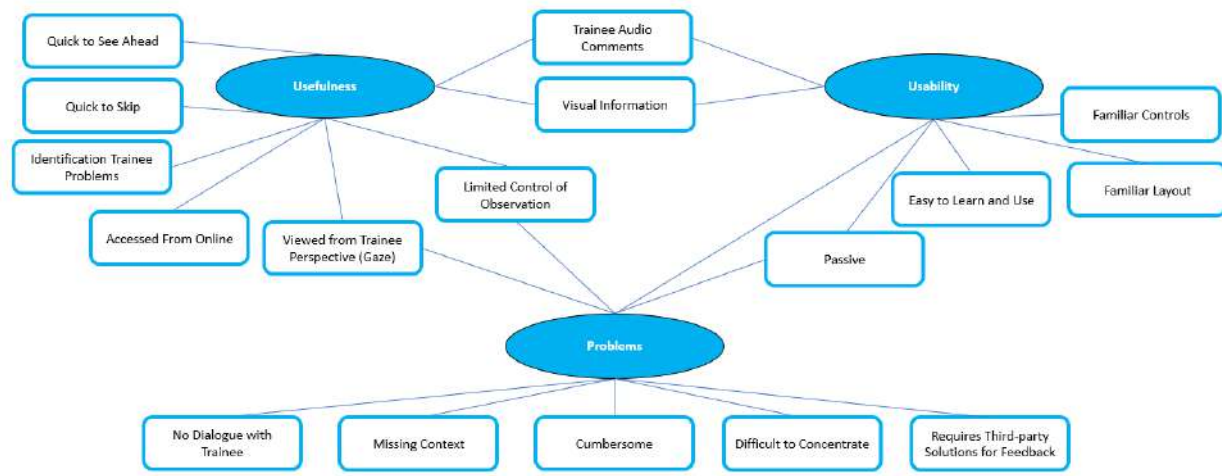 Quick to See Ahead
Trainee Audio
Comments
Usefulness
Usability
Quick to Skip
Visual Information
Familiar Controls
Identification Trainee
Problems
Limited Control of
Observation
Easy to Learn and Use
Familiar Layout
Accessed From Online
Viewed from Trainee
Perspective (Gaze)
Passive
Problems
No Dialogue with
Trainee
Missing Context
Cumbersome
Difficult to Concentrate
Requires Third-party
Solutions for Feedback